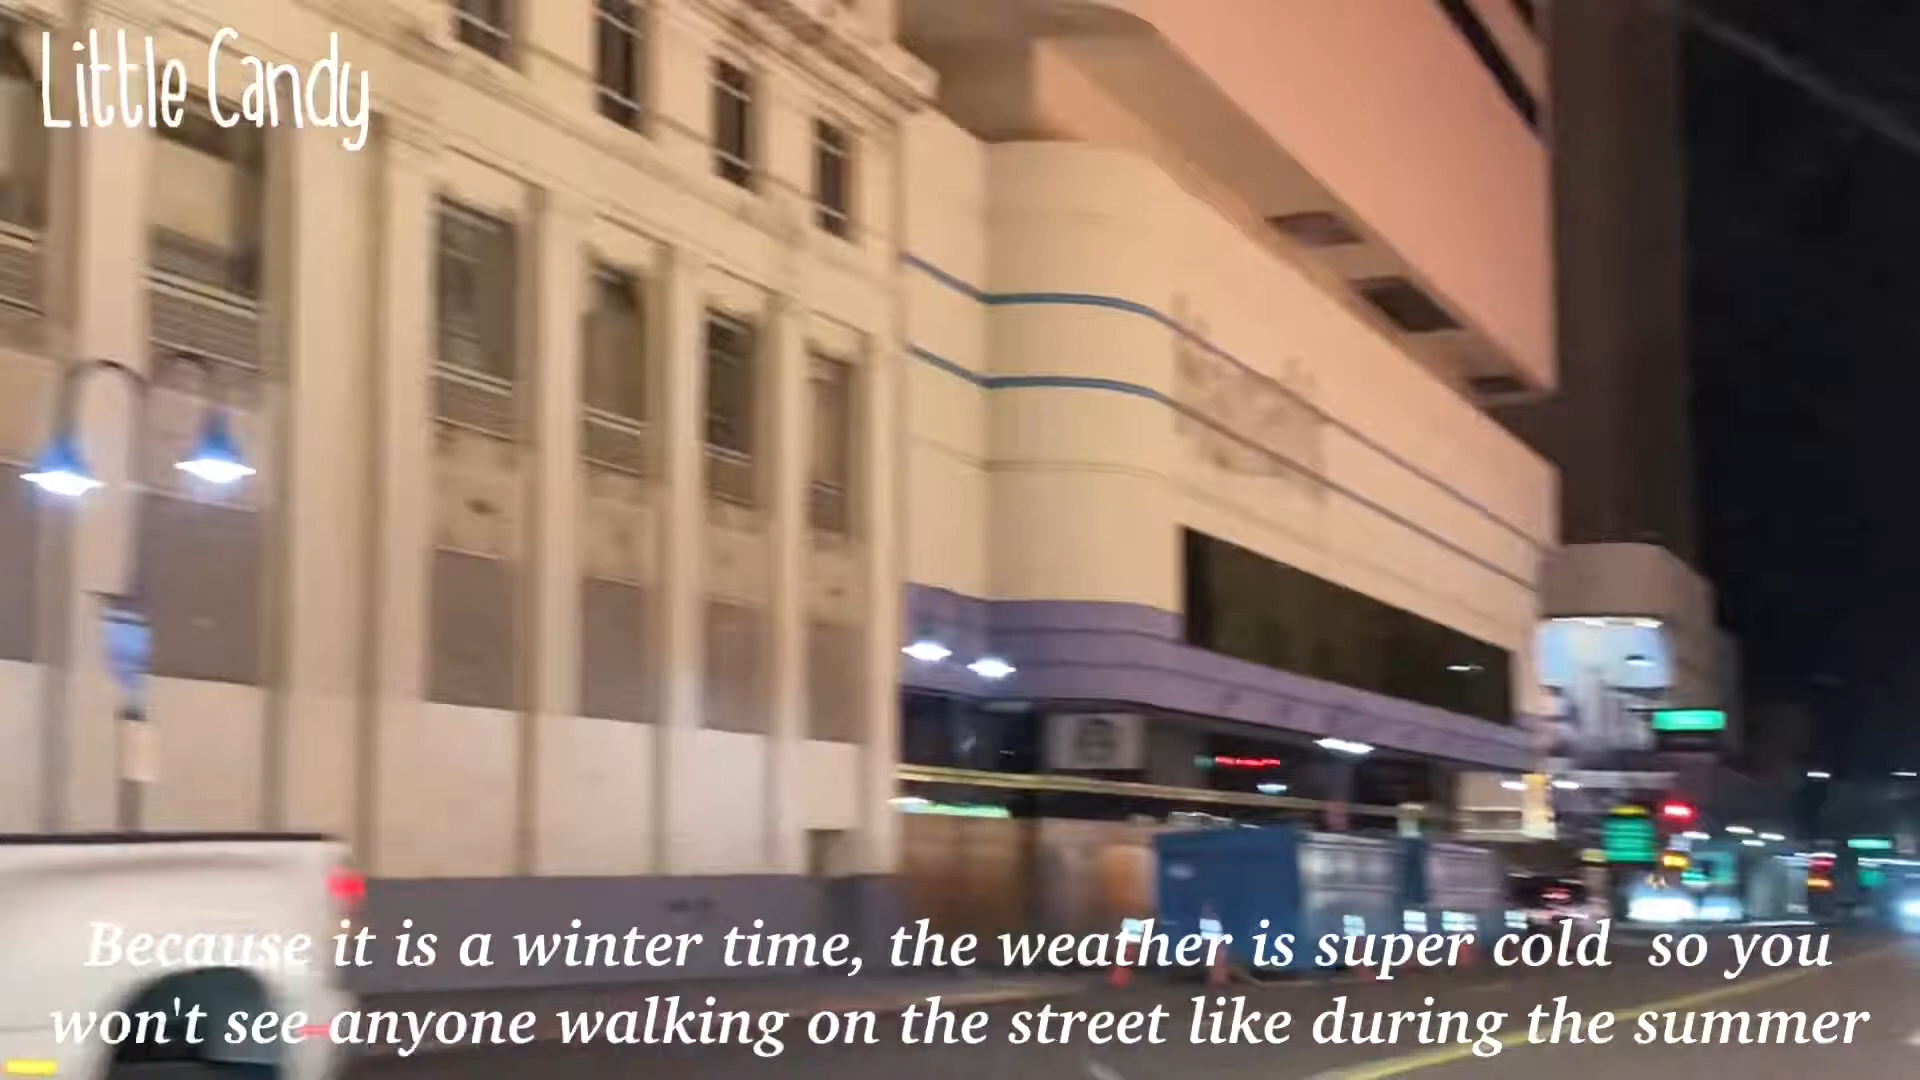 Little Candy
Because it is a winter time, the weather is super cold  so you
won't see anyone walking on the street like during the summer